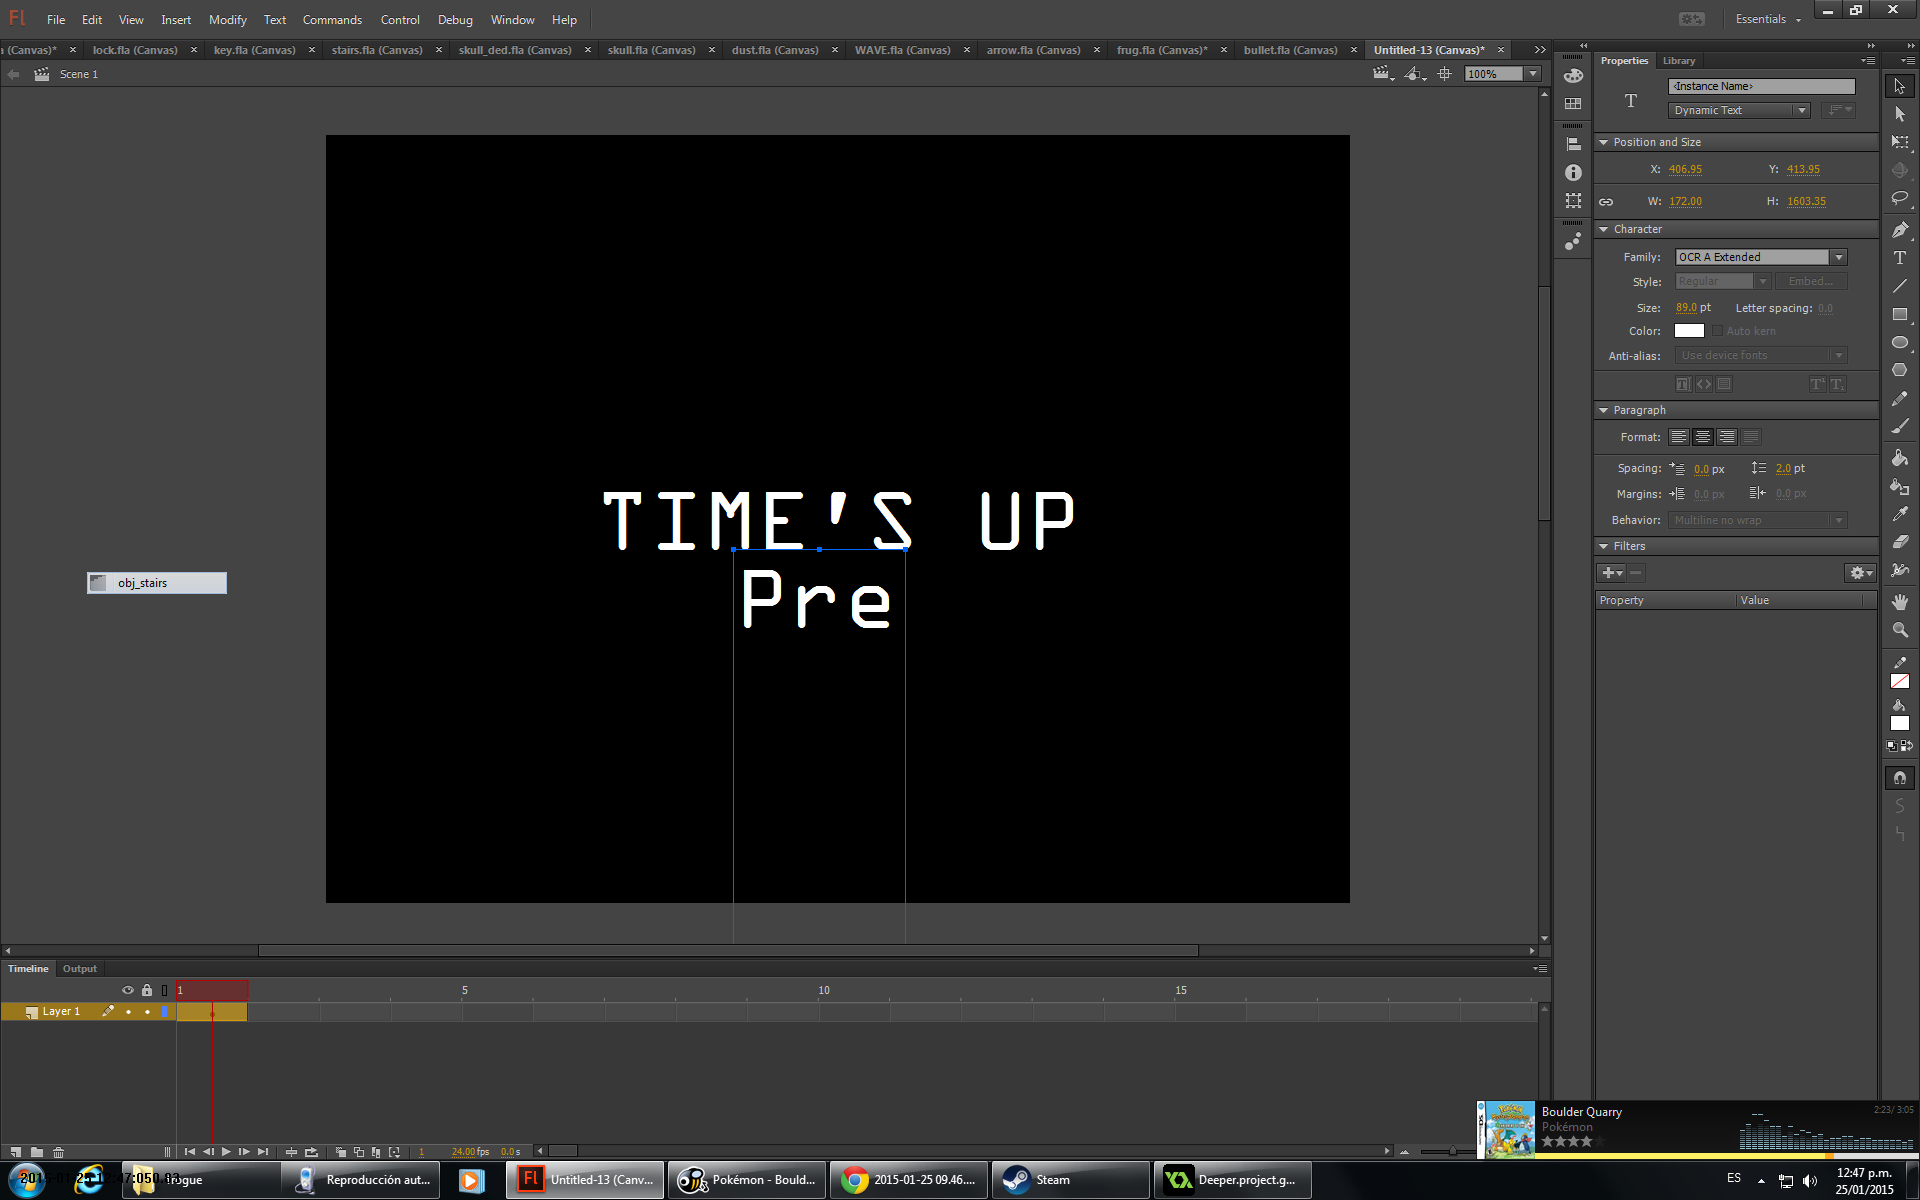 Fl File Edit View Insert Modify Text Commands Control Debug Window Help Essentials
a (Canvas)* × lock.fla (Canvas) × key.fla (Canvas) × stairs.fla (Canvas) × skull_ded.fla (Canvas) × skull.fla (Canvas) × dust.fla (Canvas) × WAVE.fla (Canvas) × arrow.fla (Canvas) × frug.fla (Canvas)* × bullet.fla (Canvas) × Untitled-13 (Canvas)* ×
Scene 1 100%
Properties Library
<Instance Name>
Dynamic Text
Position and Size
X: 406.95 Y: 413.95
W: 172.00 H: 1603.35
Character
Family: OCR A Extended
Style: Regular Embed...
Size: 89.0 pt Letter spacing: 0.0
Color: Auto kern
Anti-alias: Use device fonts
Paragraph
Format:
Spacing: 0.0 px 2.0 pt
Margins: 0.0 px 0.0 px
Behavior: Multiline no wrap
Filters
Property Value
TIME'S UP
Pre
obj_stairs
Timeline Output
1 5 10 15
Layer 1
1 24.00 fps 0.0 s
Boulder Quarry 2:23/ 3:05
Pokémon
Reproducción aut... Untitled-13 (Canv... Pokémon - Bould... 2015-01-25 09.46.... Steam Deeper.project.g... ES 12:47 p.m.
25/01/2015